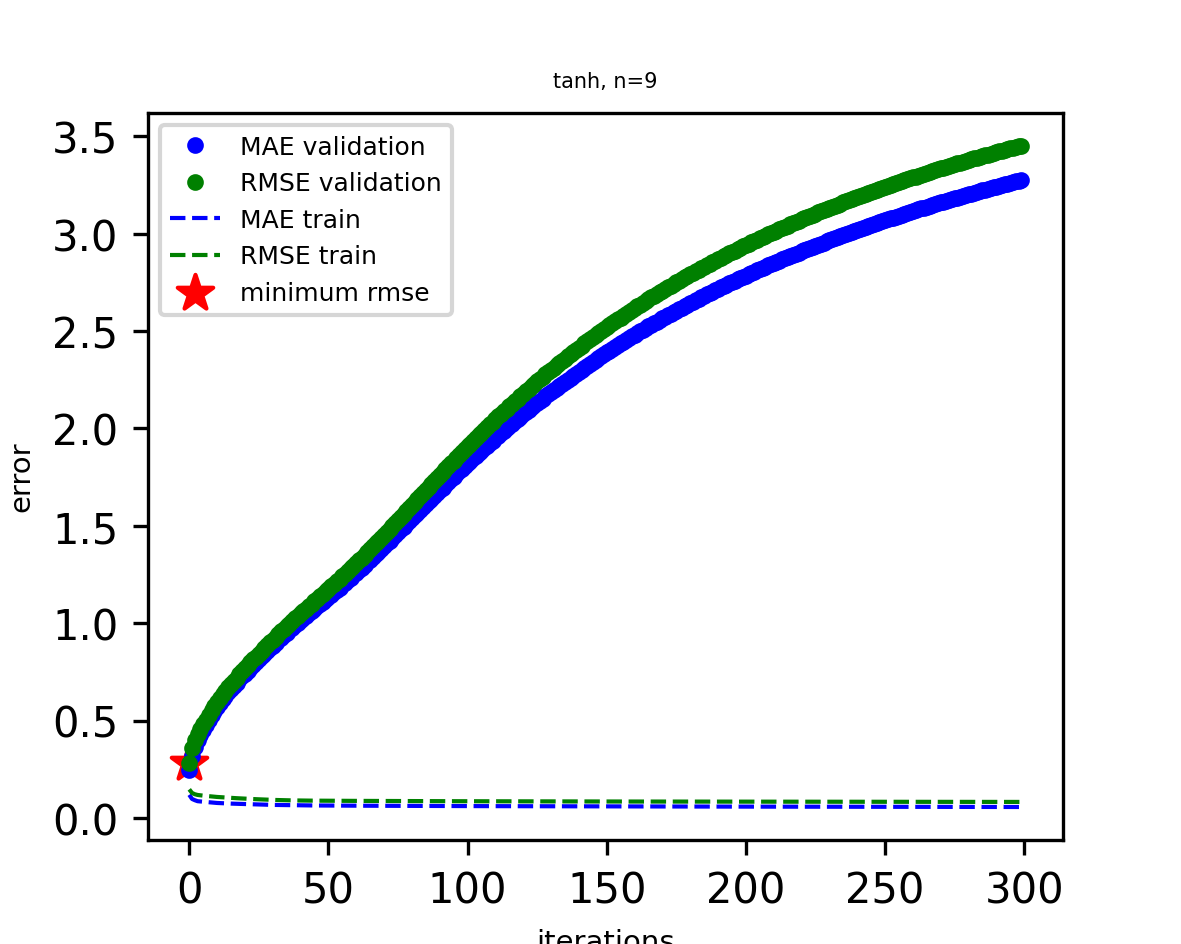 tanh, n=9
3.5
3.0
2.5
2.0
1.5
1.0
0.5
0.0
error
MAE validation
RMSE validation
MAE train
RMSE train
minimum rmse
0 50 100 150 200 250 300
iterations